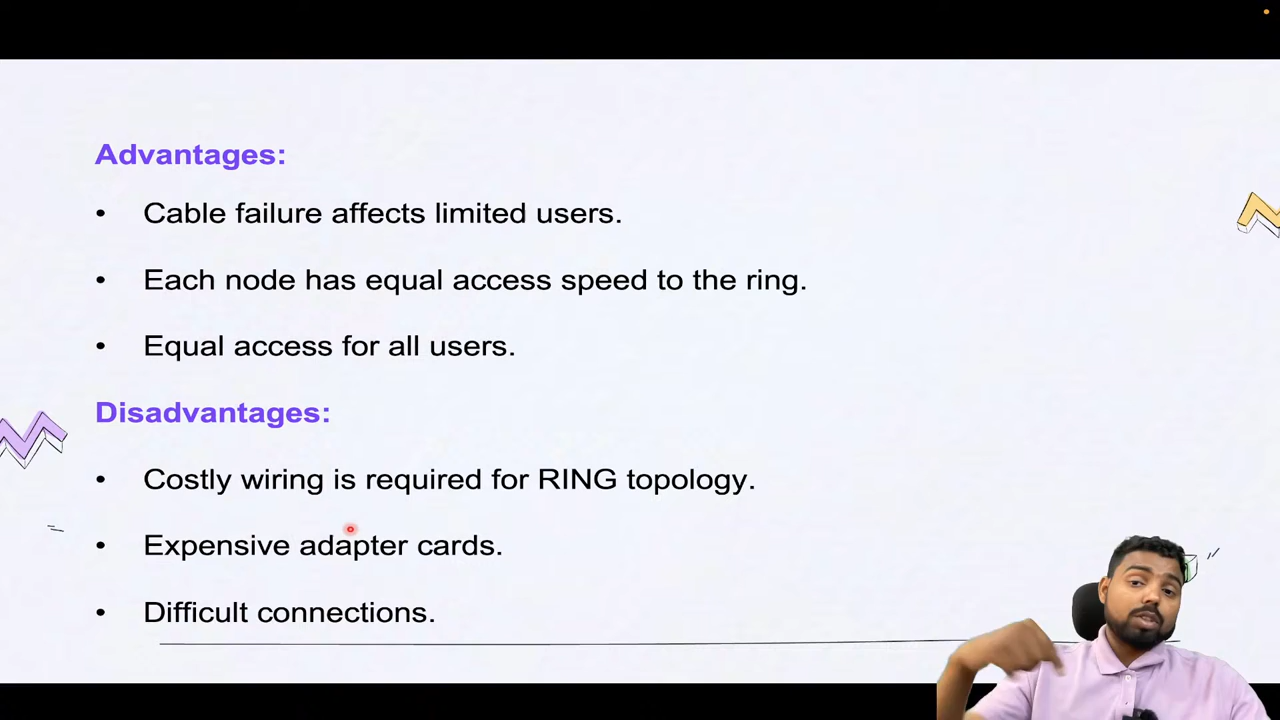 Advantages:
• Cable failure affects limited users.
• Each node has equal access speed to the ring.
• Equal access for all users.
Disadvantages:
• Costly wiring is required for RING topology.
• Expensive adapter cards.
• Difficult connections.